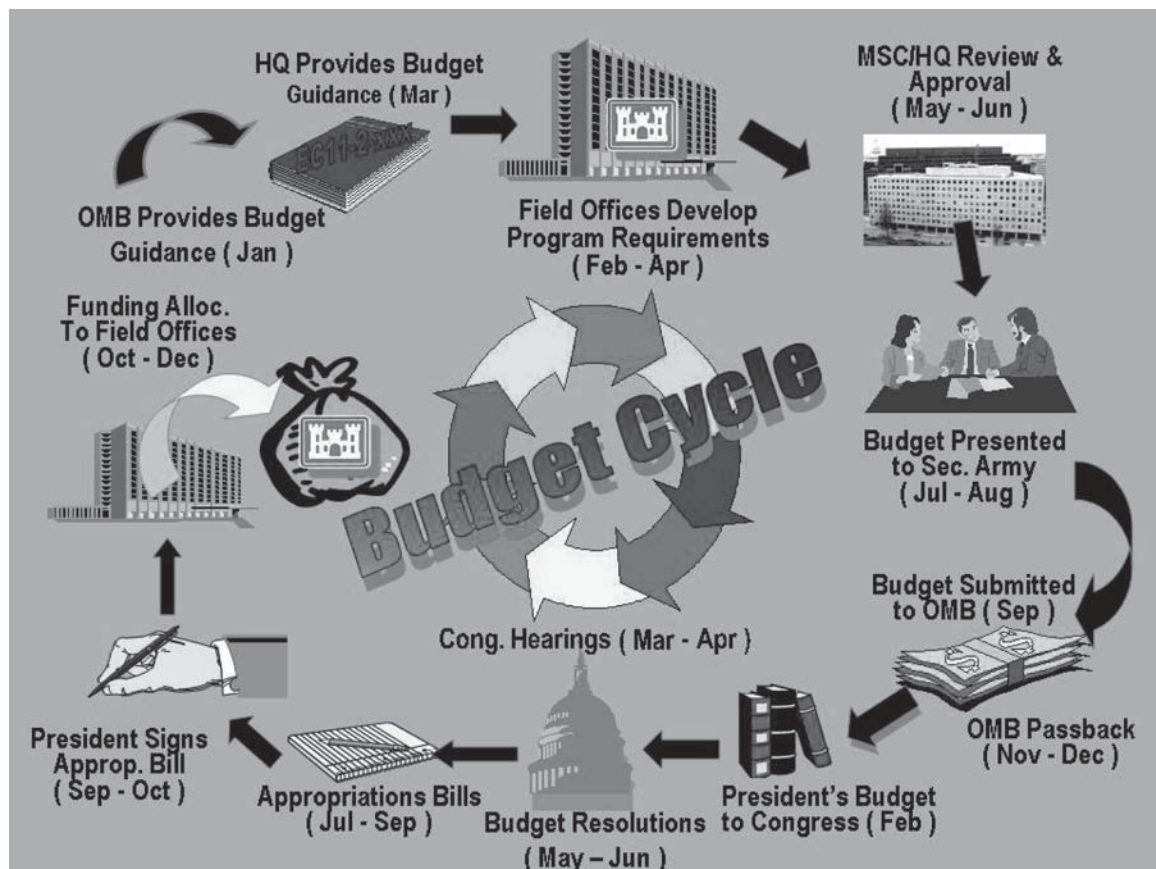 HQ Provides Budget
Guidance ( Mar )
EC11-2-xxx
OMB Provides Budget
Guidance ( Jan )
Field Offices Develop
Program Requirements
( Feb - Apr )
MSC/HQ Review &
Approval
( May - Jun )
Budget Presented
to Sec. Army
( Jul - Aug )
Budget Submitted
to OMB ( Sep )
$ $
OMB Passback
( Nov - Dec )
President's Budget
to Congress ( Feb )
Cong. Hearings ( Mar - Apr )
Budget Resolutions
( May – Jun )
Appropriations Bills
( Jul - Sep )
President Signs
Approp. Bill
( Sep - Oct )
Funding Alloc.
To Field Offices
( Oct - Dec )
Budget Cycle